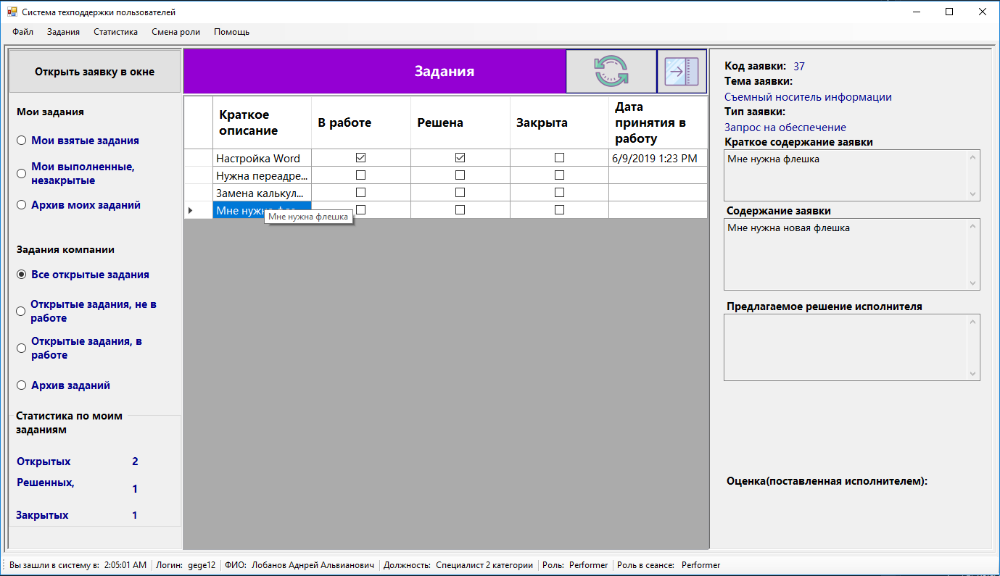 Система техподдержки пользователей
Файл Задания Статистика Смена роли Помощь
Открыть заявку в окне
Мои задания
Мои взятые задания
Мои выполненные,
незакрытые
Архив моих заданий
Задания компании
Все открытые задания
Открытые задания, не в
работе
Открытые задания, в
работе
Архив заданий
Статистика по моим
заданиям
Открытых 2
Решенных,
1
Закрытых 1
Задания
Краткое
описание
В работе
Решена
Закрыта
Дата
принятия в
работу
Настройка Word 6/9/2019 1:23 PM
Нужна переадре...
Замена калькул...
Мне нужна
Мне нужна флешка
Код заявки: 37
Тема заявки:
Съемный носитель информации
Тип заявки:
Запрос на обеспечение
Краткое содержание заявки
Мне нужна флешка
Содержание заявки
Мне нужна новая флешка
Предлагаемое решение исполнителя
Оценка(поставленная исполнителем):
Вы зашли в систему в: 2:05:01 AM Логин: gege12 ФИО: Лобанов Аднрей Альвианович Должность: Специалист 2 категории Роль: Performer Роль в сеансе: Performer